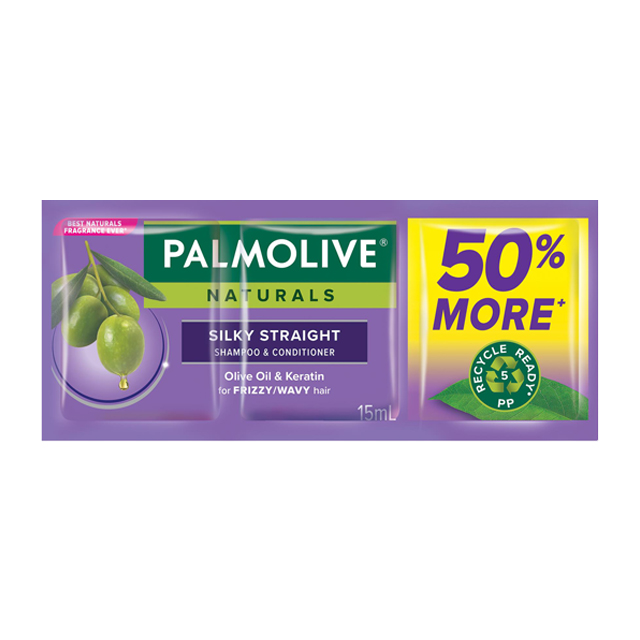 BEST NATURALS
FRAGRANCE EVER*
PALMOLIVE®
NATURALS
SILKY STRAIGHT
SHAMPOO & CONDITIONER
Olive Oil & Keratin
for FRIZZY/WAVY hair
15mL
50%
MORE+
RECYCLE READY*
5
PP